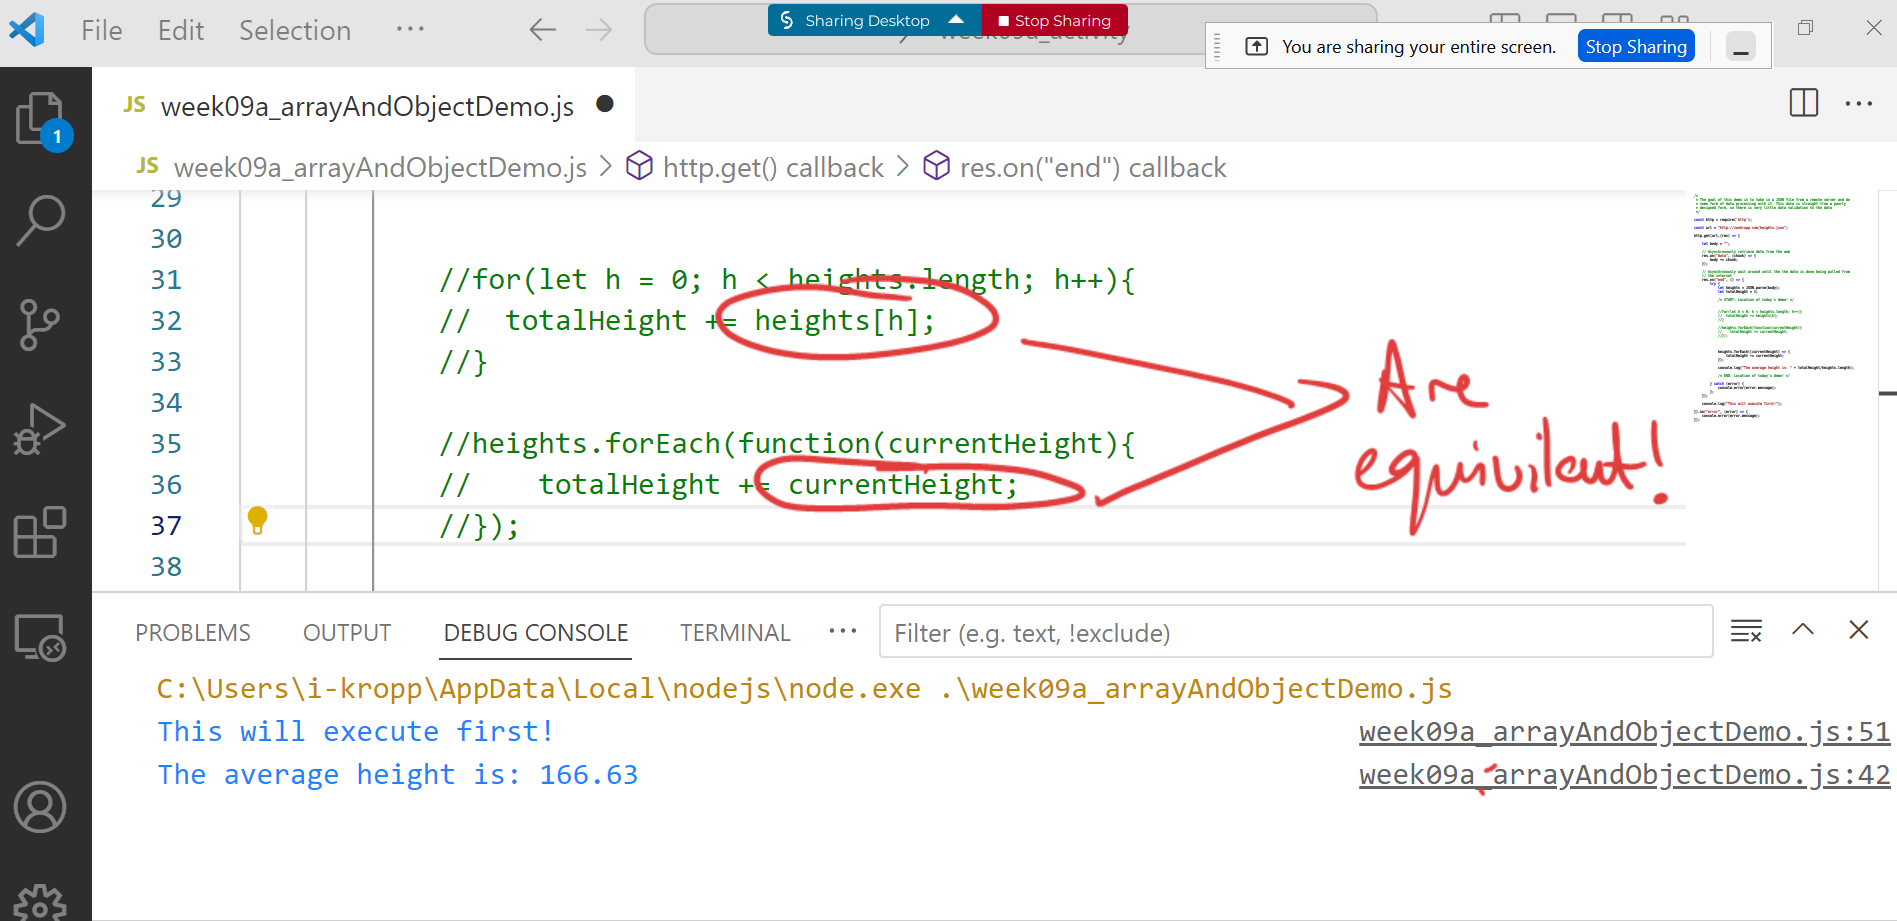 File Edit Selection ··· week09a_activity
Sharing Desktop Stop Sharing
You are sharing your entire screen. Stop Sharing
JS week09a_arrayAndObjectDemo.js
JS week09a_arrayAndObjectDemo.js > http.get() callback > res.on("end") callback
1
29
30
31 //for(let h = 0; h < heights.length; h++){
32 //  totalHeight += heights[h];
33 //}
34
35 //heights.forEach(function(currentHeight){
36 //    totalHeight += currentHeight;
37 //});
38
Are
equivilent!
PROBLEMS OUTPUT DEBUG CONSOLE TERMINAL ··· Filter (e.g. text, !exclude)
C:\Users\i-kropp\AppData\Local\nodejs\node.exe .\week09a_arrayAndObjectDemo.js
This will execute first! week09a_arrayAndObjectDemo.js:51
The average height is: 166.63 week09a_arrayAndObjectDemo.js:42